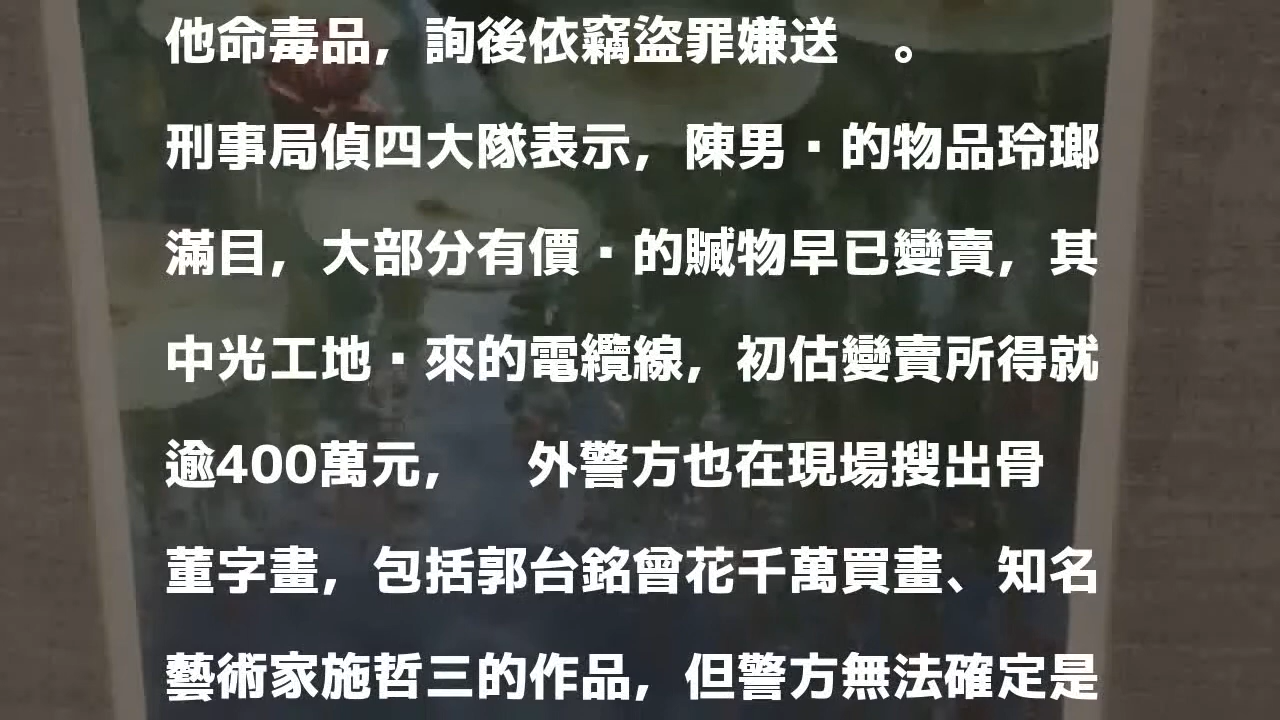 他命毒品，詢後依竊盜罪嫌送　。
刑事局偵四大隊表示，陳男▪的物品玲瑯
滿目，大部分有價▪的贓物早已變賣，其
中光工地▪來的電纜線，初估變賣所得就
逾400萬元，　外警方也在現場搜出骨
董字畫，包括郭台銘曾花千萬買畫、知名
藝術家施哲三的作品，但警方無法確定是